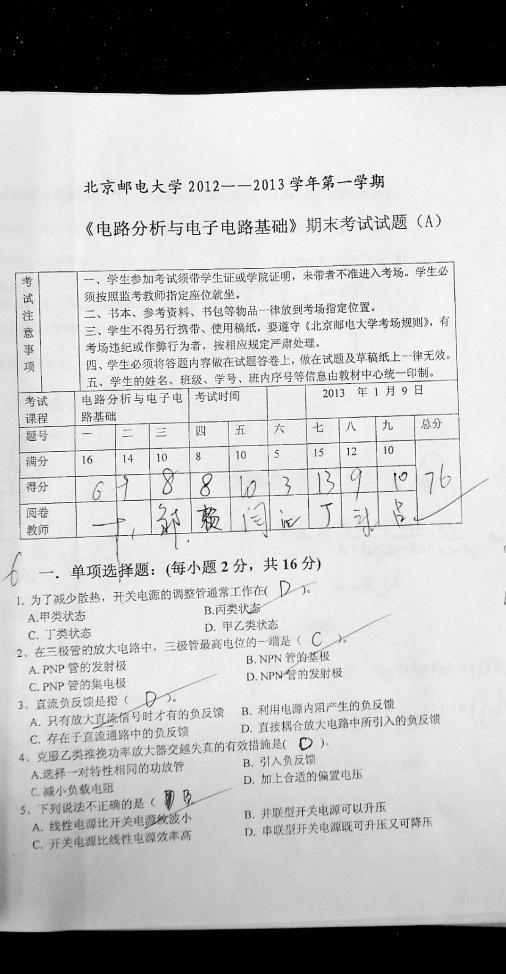 北京邮电大学 2012——2013 学年第一学期
《电路分析与电子电路基础》期末考试试题（A）
考试注意事项
一、学生参加考试须带学生证或学院证明，未带者不准进入考场。学生必
须按照监考教师指定座位就坐。
二、书本、参考资料、书包等物品一律放到考场指定位置。
三、学生不得另行携带、使用稿纸，要遵守《北京邮电大学考场规则》，有
考场违纪或作弊行为者，按相应规定严肃处理。
四、学生必须将答题内容做在试题答卷上，做在试题及草稿纸上一律无效。
五、学生的姓名、班级、学号、班内序号等信息由教材中心统一印制。
考试课程 电路分析与电子电路基础 考试时间 2013 年 1 月 9 日
题号 一 二 三 四 五 六 七 八 九 总分
满分 16 14 10 8 10 5 15 12 10
得分 6 9 8 8 10 3 13 9 10 76
阅卷教师
6 一．单项选择题：(每小题 2 分，共 16 分)
1. 为了减少散热，开关电源的调整管通常工作在( D )。
A.甲类状态 B.丙类状态
C. 丁类状态 D. 甲乙类状态
2、在三极管的放大电路中，三极管最高电位的一端是（ C ）。
A. PNP 管的发射极 B. NPN 管的基极
C. PNP 管的集电极 D. NPN 管的发射极
3、直流负反馈是指（ D ）。
A. 只有放大直流信号时才有的负反馈 B. 利用电源内阻产生的负反馈
C. 存在于直流通路中的负反馈 D. 直接耦合放大电路中所引入的负反馈
4、克服乙类推挽功率放大器交越失真的有效措施是( D )。
A.选择一对特性相同的功放管 B. 引入负反馈
C. 减小负载电阻 D. 加上合适的偏置电压
5、下列说法不正确的是（ B ）
A. 线性电源比开关电源纹波小 B. 并联型开关电源可以升压
C. 开关电源比线性电源效率高 D. 串联型开关电源既可升压又可降压